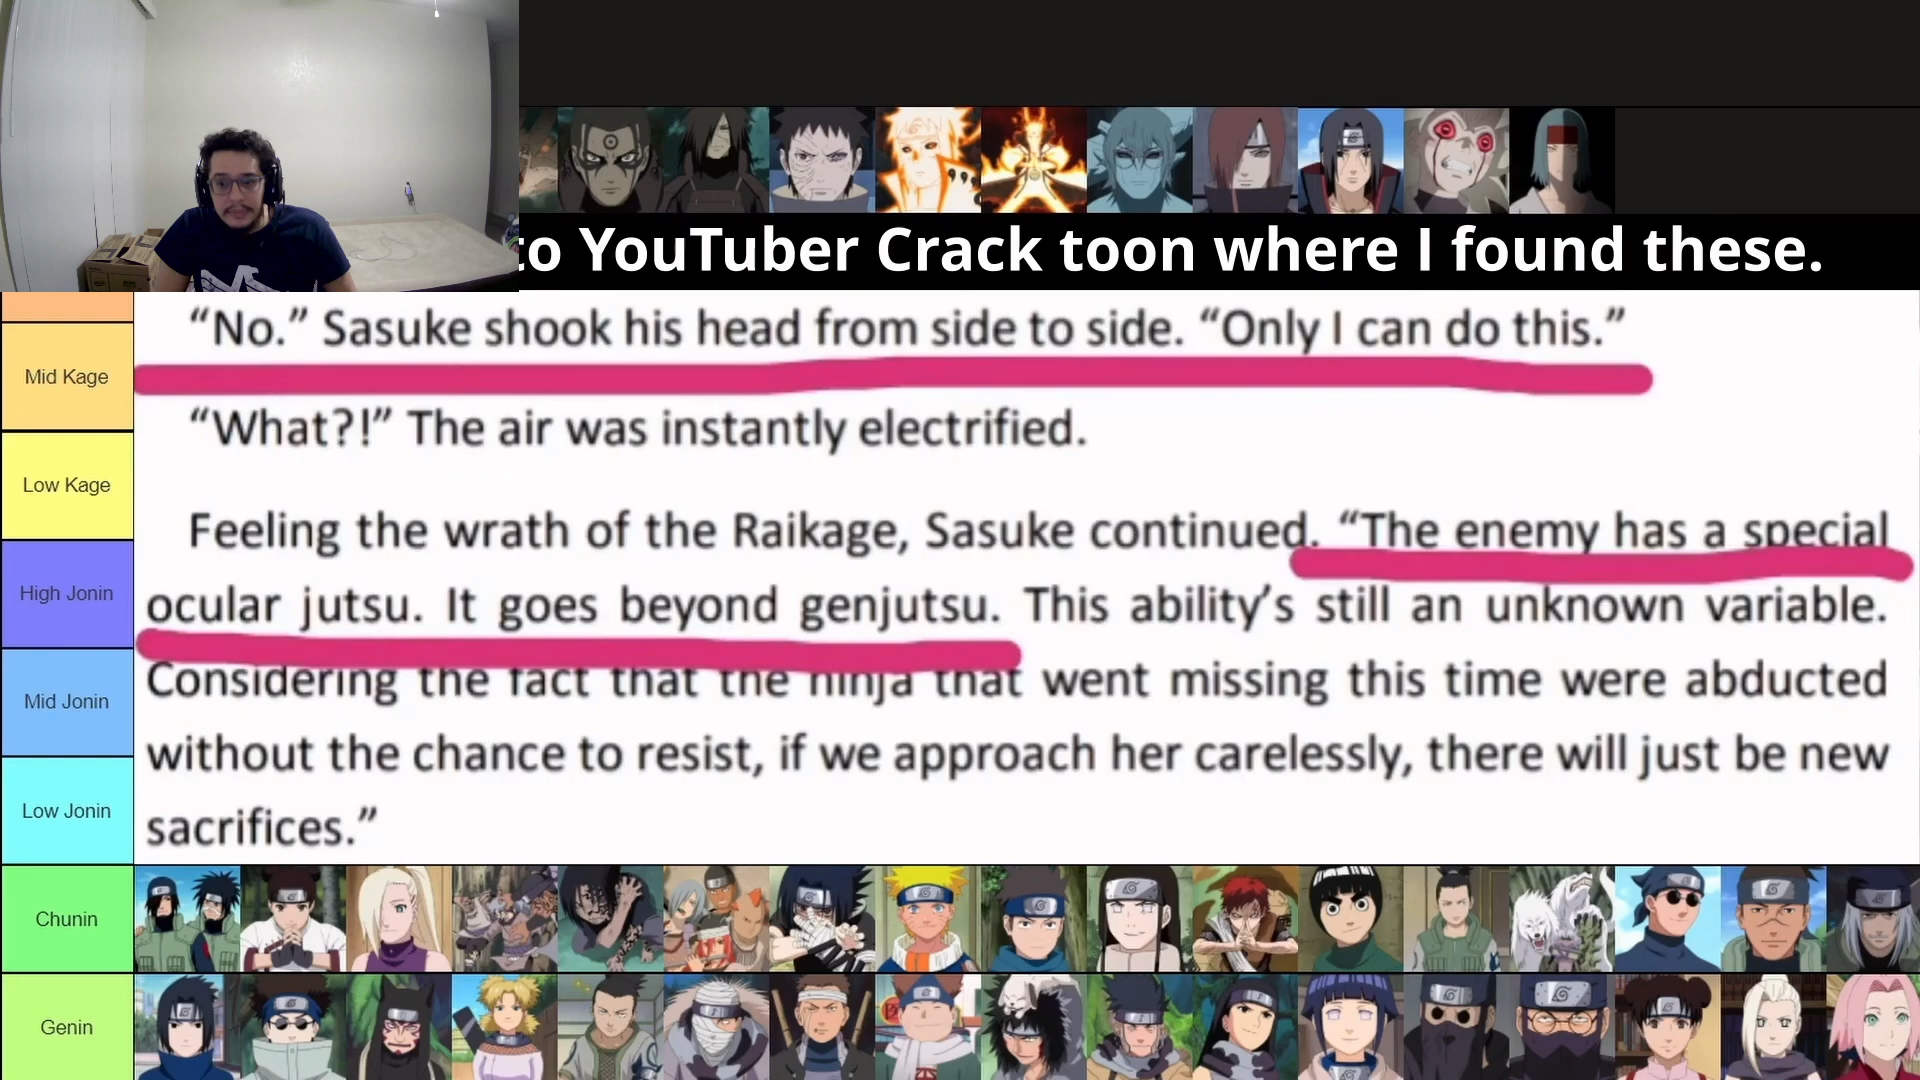 to YouTuber Crack toon where I found these.
“No.” Sasuke shook his head from side to side. “Only I can do this.”
“What?!” The air was instantly electrified.
Feeling the wrath of the Raikage, Sasuke continued. “The enemy has a special
ocular jutsu. It goes beyond genjutsu. This ability’s still an unknown variable.
Considering the fact that the ninja that went missing this time were abducted
without the chance to resist, if we approach her carelessly, there will just be new
sacrifices.”
Mid Kage
Low Kage
High Jonin
Mid Jonin
Low Jonin
Chunin
Genin